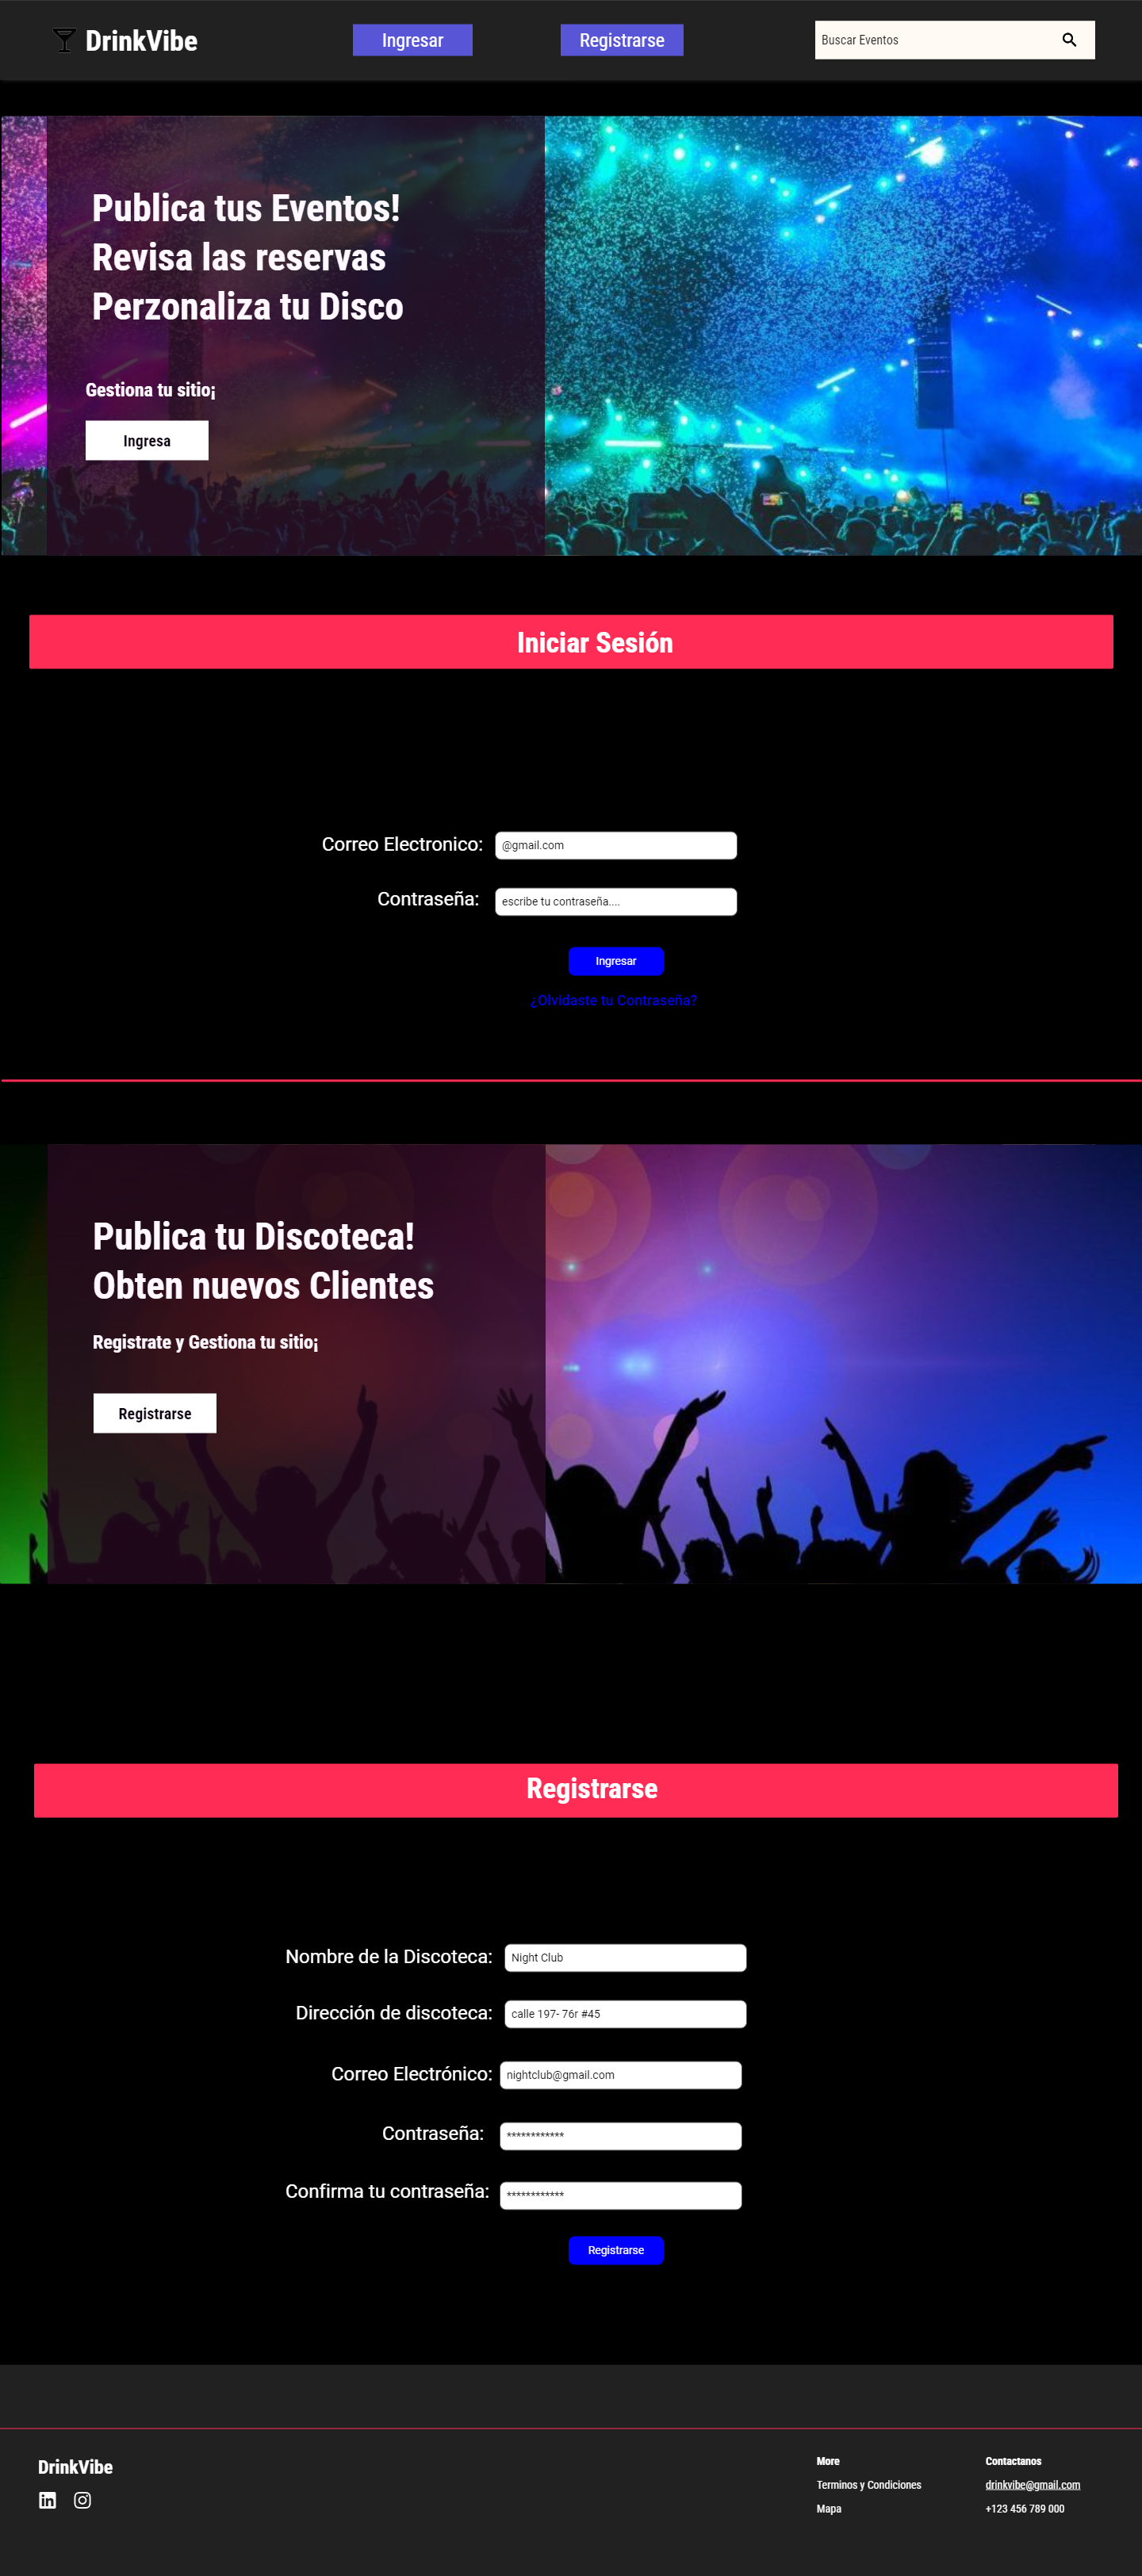 DrinkVibe
Ingresar
Registrarse
Buscar Eventos
Publica tus Eventos!
Revisa las reservas
Perzonaliza tu Disco
Gestiona tu sitio¡
Ingresa
Iniciar Sesión
Correo Electronico:
@gmail.com
Contraseña:
escribe tu contraseña....
Ingresar
¿Olvidaste tu Contraseña?
Publica tu Discoteca!
Obten nuevos Clientes
Registrate y Gestiona tu sitio¡
Registrarse
Registrarse
Nombre de la Discoteca:
Night Club
Dirección de discoteca:
calle 197- 76r #45
Correo Electrónico:
nightclub@gmail.com
Contraseña:
************
Confirma tu contraseña:
************
Registrarse
DrinkVibe
More
Terminos y Condiciones
Mapa
Contactanos
drinkvibe@gmail.com
+123 456 789 000